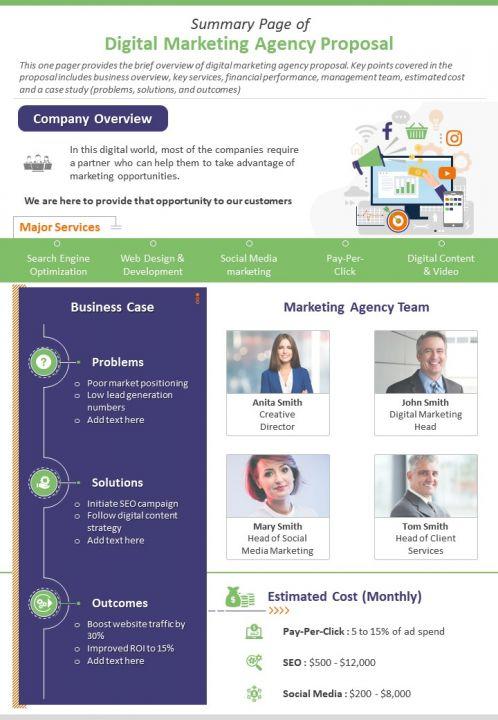 Summary Page of
Digital Marketing Agency Proposal
This one pager provides the brief overview of digital marketing agency proposal. Key points covered in the
proposal includes business overview, key services, financial performance, management team, estimated cost
and a case study (problems, solutions, and outcomes)
Company Overview
In this digital world, most of the companies require
a partner who can help them to take advantage of
marketing opportunities.
We are here to provide that opportunity to our customers
Major Services
Search Engine
Optimization
Web Design &
Development
Social Media
marketing
Pay-Per-
Click
Digital Content
& Video
Business Case
Problems
Poor market positioning
Low lead generation
numbers
Add text here
Solutions
Initiate SEO campaign
Follow digital content
strategy
Add text here
Outcomes
Boost website traffic by
30%
Improved ROI to 15%
Add text here
Marketing Agency Team
Anita Smith
Creative
Director
John Smith
Digital Marketing
Head
Mary Smith
Head of Social
Media Marketing
Tom Smith
Head of Client
Services
Estimated Cost (Monthly)
Pay-Per-Click : 5 to 15% of ad spend
SEO : $500 - $12,000
Social Media : $200 - $8,000